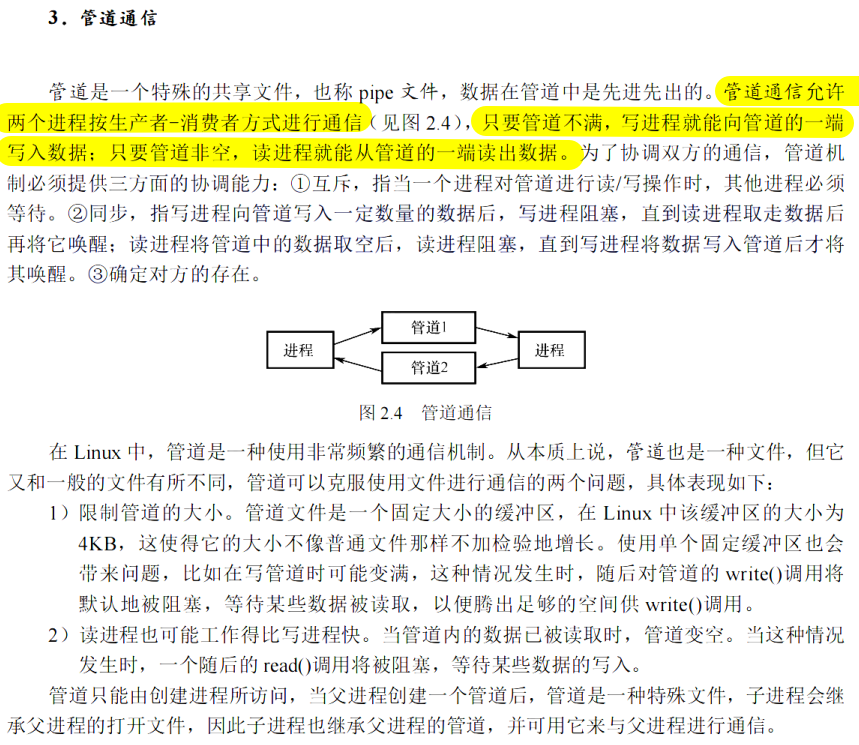 3．管道通信
管道是一个特殊的共享文件，也称 pipe 文件，数据在管道中是先进先出的。管道通信允许
两个进程按生产者-消费者方式进行通信（见图 2.4），只要管道不满，写进程就能向管道的一端
写入数据；只要管道非空，读进程就能从管道的一端读出数据。为了协调双方的通信，管道机
制必须提供三方面的协调能力：①互斥，指当一个进程对管道进行读/写操作时，其他进程必须
等待。②同步，指写进程向管道写入一定数量的数据后，写进程阻塞，直到读进程取走数据后
再将它唤醒；读进程将管道中的数据取空后，读进程阻塞，直到写进程将数据写入管道后才将
其唤醒。③确定对方的存在。
管道1
进程
进程
管道2
图 2.4　管道通信
在 Linux 中，管道是一种使用非常频繁的通信机制。从本质上说，管道也是一种文件，但它
又和一般的文件有所不同，管道可以克服使用文件进行通信的两个问题，具体表现如下：
1）限制管道的大小。管道文件是一个固定大小的缓冲区，在 Linux 中该缓冲区的大小为
4KB，这使得它的大小不像普通文件那样不加检验地增长。使用单个固定缓冲区也会
带来问题，比如在写管道时可能变满，这种情况发生时，随后对管道的 write()调用将
默认地被阻塞，等待某些数据被读取，以便腾出足够的空间供 write()调用。
2）读进程也可能工作得比写进程快。当管道内的数据已被读取时，管道变空。当这种情况
发生时，一个随后的 read()调用将被阻塞，等待某些数据的写入。
管道只能由创建进程所访问，当父进程创建一个管道后，管道是一种特殊文件，子进程会继
承父进程的打开文件，因此子进程也继承父进程的管道，并可用它来与父进程进行通信。